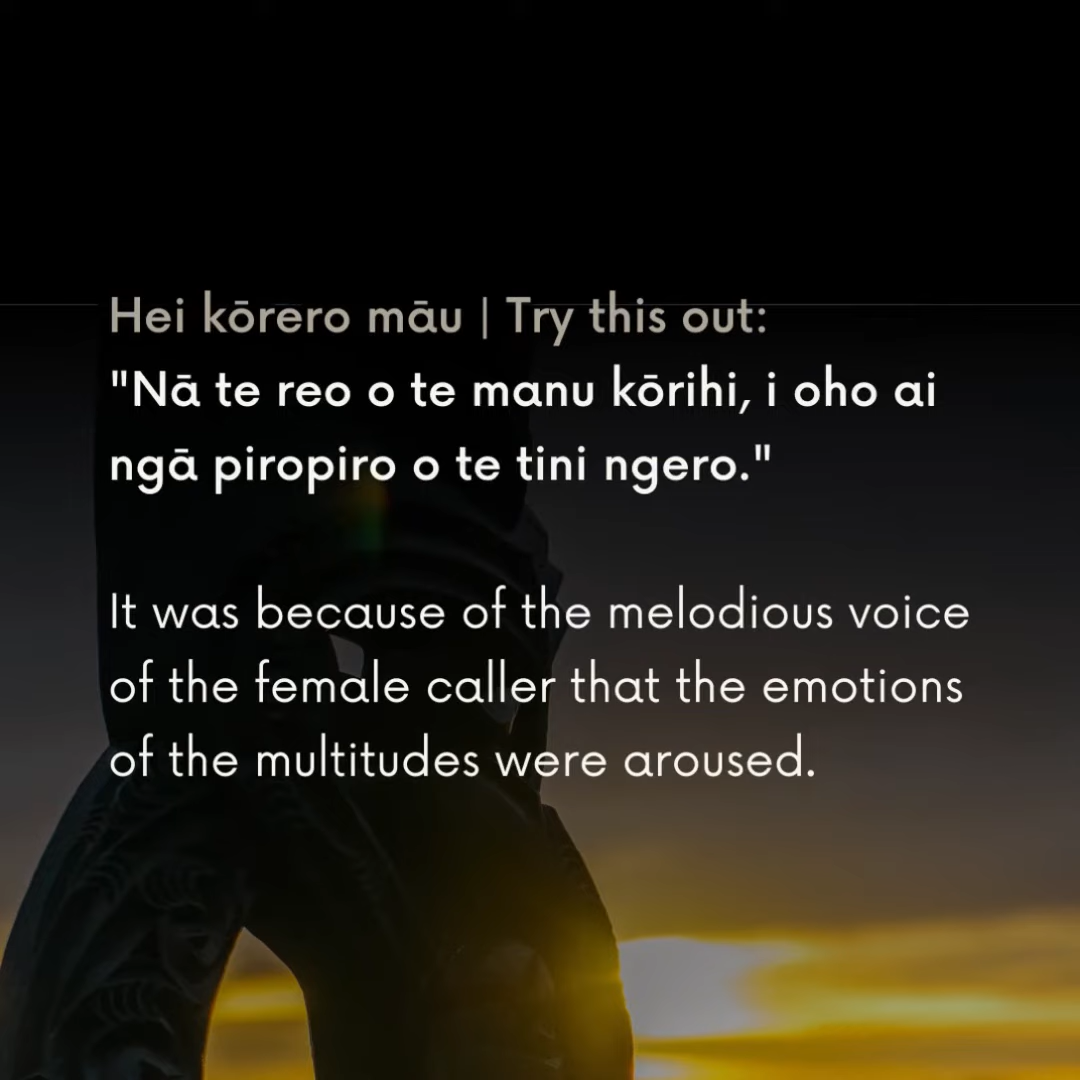 Hei kōrero māu | Try this out:
"Nā te reo o te manu kōrihi, i oho ai
ngā piropiro o te tini ngero."
It was because of the melodious voice
of the female caller that the emotions
of the multitudes were aroused.